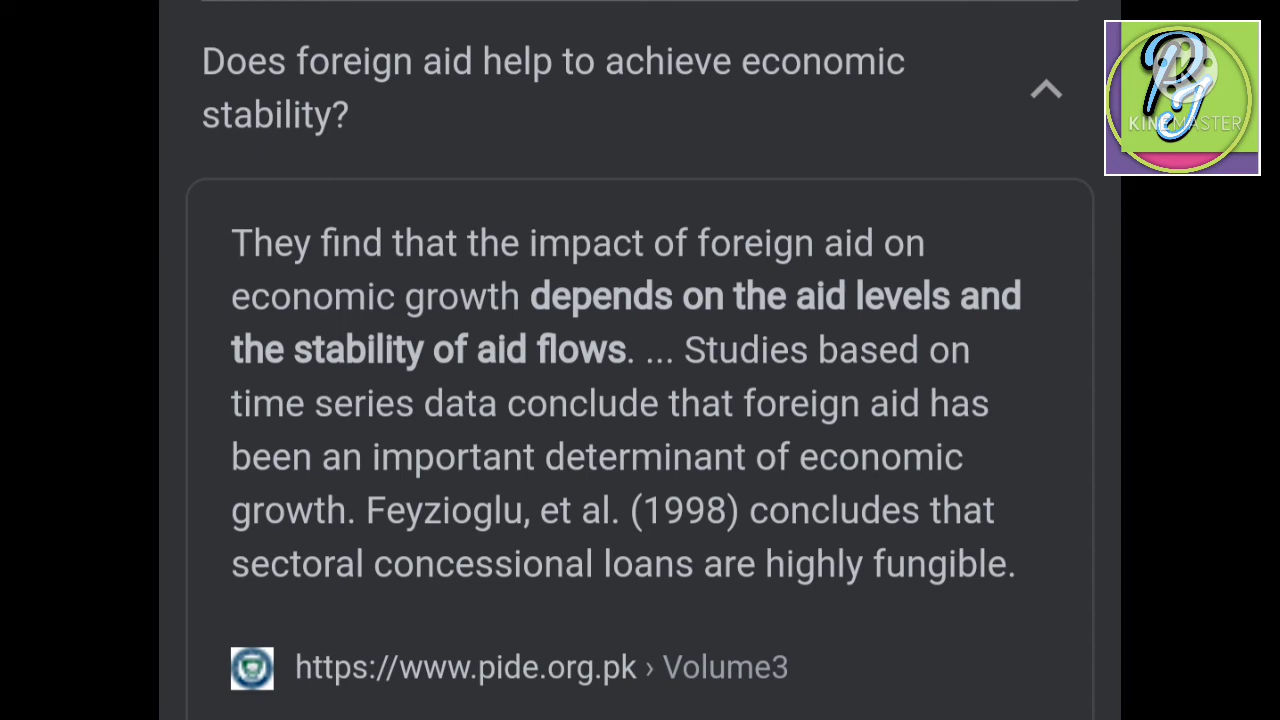 Does foreign aid help to achieve economic
stability?
They find that the impact of foreign aid on
economic growth depends on the aid levels and
the stability of aid flows. ... Studies based on
time series data conclude that foreign aid has
been an important determinant of economic
growth. Feyzioglu, et al. (1998) concludes that
sectoral concessional loans are highly fungible.
https://www.pide.org.pk › Volume3
KINEMASTER